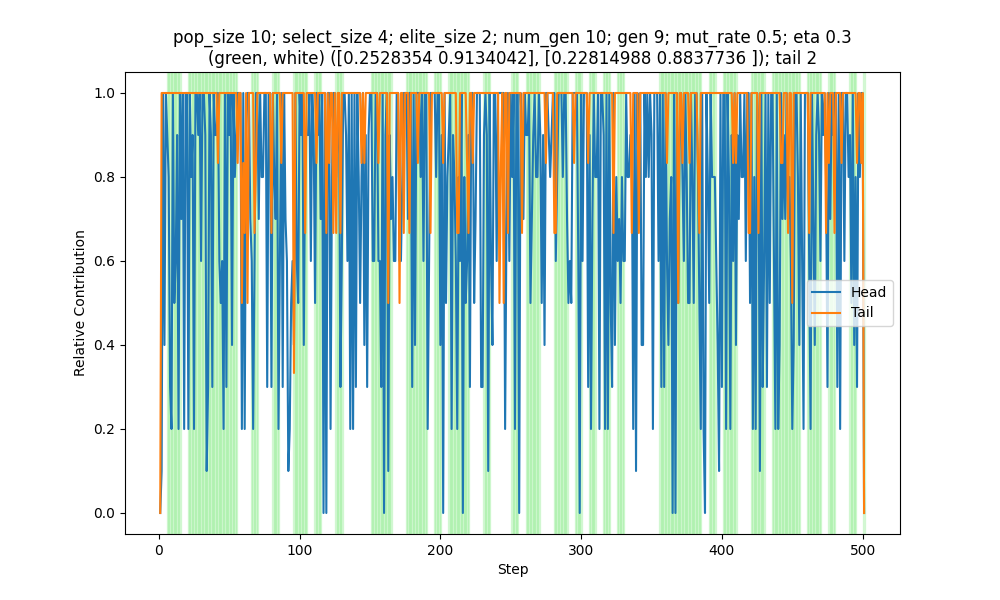 pop_size 10; select_size 4; elite_size 2; num_gen 10; gen 9; mut_rate 0.5; eta 0.3
(green, white) ([0.2528354 0.9134042], [0.22814988 0.8837736 ]); tail 2
1.0
0.8
0.6
0.4
0.2
0.0
Relative Contribution
Head
Tail
0
100
200
300
400
500
Step